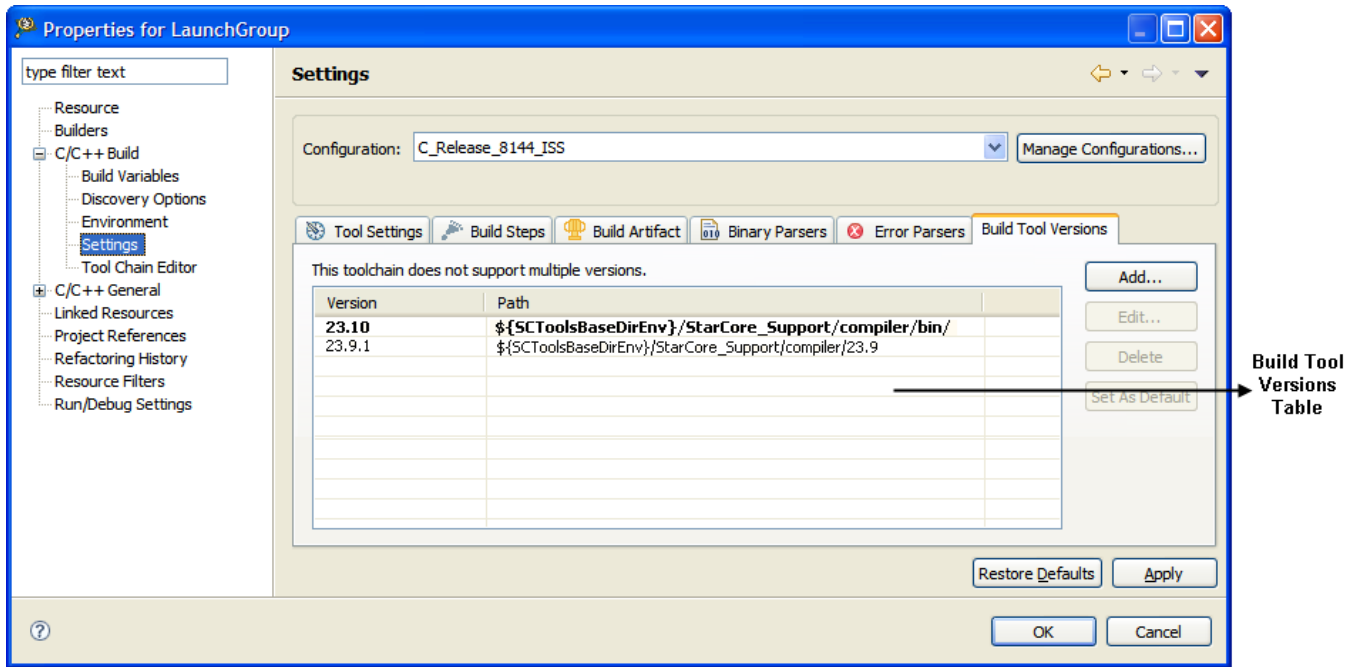 Properties for LaunchGroup
type filter text
Resource
Builders
C/C++ Build
Build Variables
Discovery Options
Environment
Settings
Tool Chain Editor
C/C++ General
Linked Resources
Project References
Refactoring History
Resource Filters
Run/Debug Settings
Settings
Configuration: C_Release_8144_ISS Manage Configurations...
Tool Settings Build Steps Build Artifact 010 Binary Parsers Error Parsers Build Tool Versions
This toolchain does not support multiple versions.
Version Path
23.10 ${SCToolsBaseDirEnv}/StarCore_Support/compiler/bin/
23.9.1 ${SCToolsBaseDirEnv}/StarCore_Support/compiler/23.9
Add...
Edit...
Delete
Set As Default
Build Tool
Versions
Table
Restore Defaults Apply
?
OK Cancel